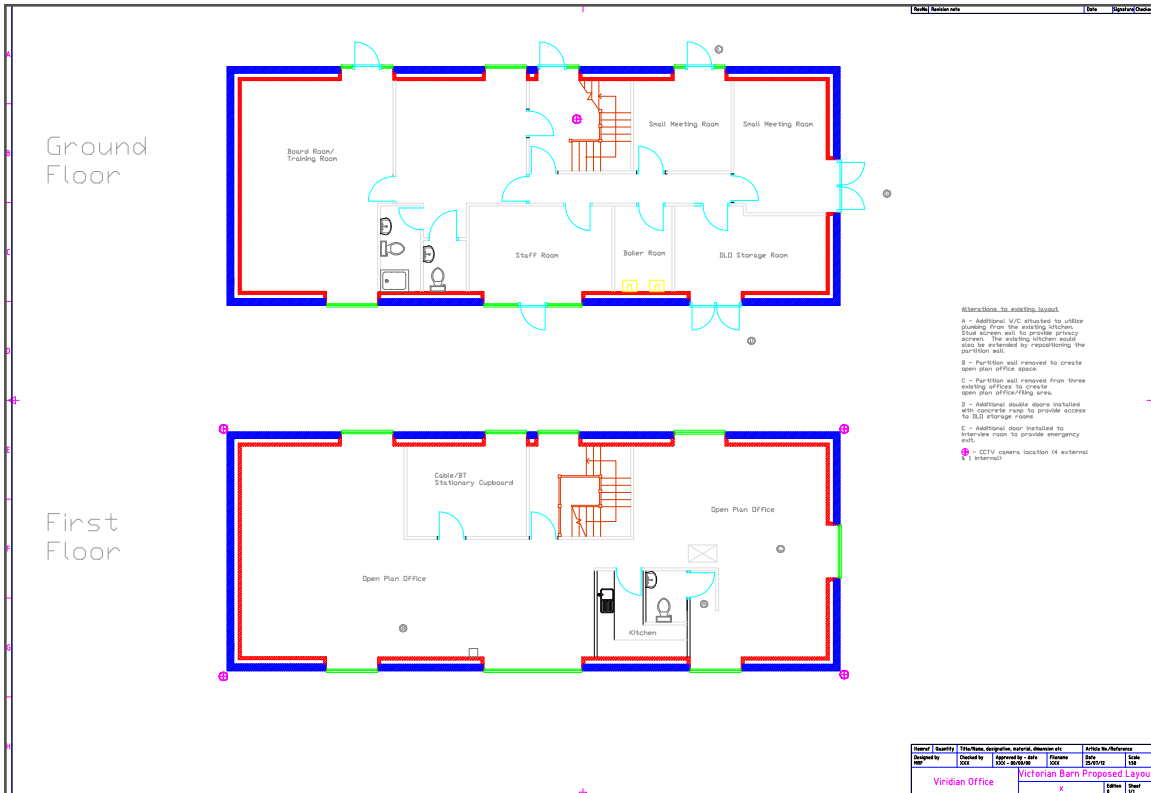 RevNo Revision note Date Signature Checked
A
B
C
D
E
F
G
H
Ground
Floor
Board Room/
Training Room
Small Meeting Room
Small Meeting Room
Staff Room
Boiler Room
DLO Storage Room
Alterations to existing layout
A - Additional W/C situated to utilize
plumbing from the existing kitchen.
Stud screen wall to provide privacy
screen. The existing kitchen would
also be extended by repositioning the
partition wall.
B - Partition wall removed to create
open plan office space.
C - Partition wall removed from three
existing offices to create
open plan office/filing area.
D - Additional double doors installed
with concrete ramp to provide access
to DLO storage rooms
E - Additional door installed to
interview room to provide emergency
exit.
- CCTV camera location (4 external
& 1 internal)
First
Floor
Cable/BT
Stationary Cupboard
Open Plan Office
Open Plan Office
Kitchen
Itemref Quantity Title/Name, designation, material, dimension etc Article No./Reference
Designed by Checked by Approved by - date Filename Date Scale
MRF XXX XXX - 00/00/00 XXX 25/07/12 1:50
Viridian Office
Victorian Barn Proposed Layou
X
Edition Sheet
0 1/1